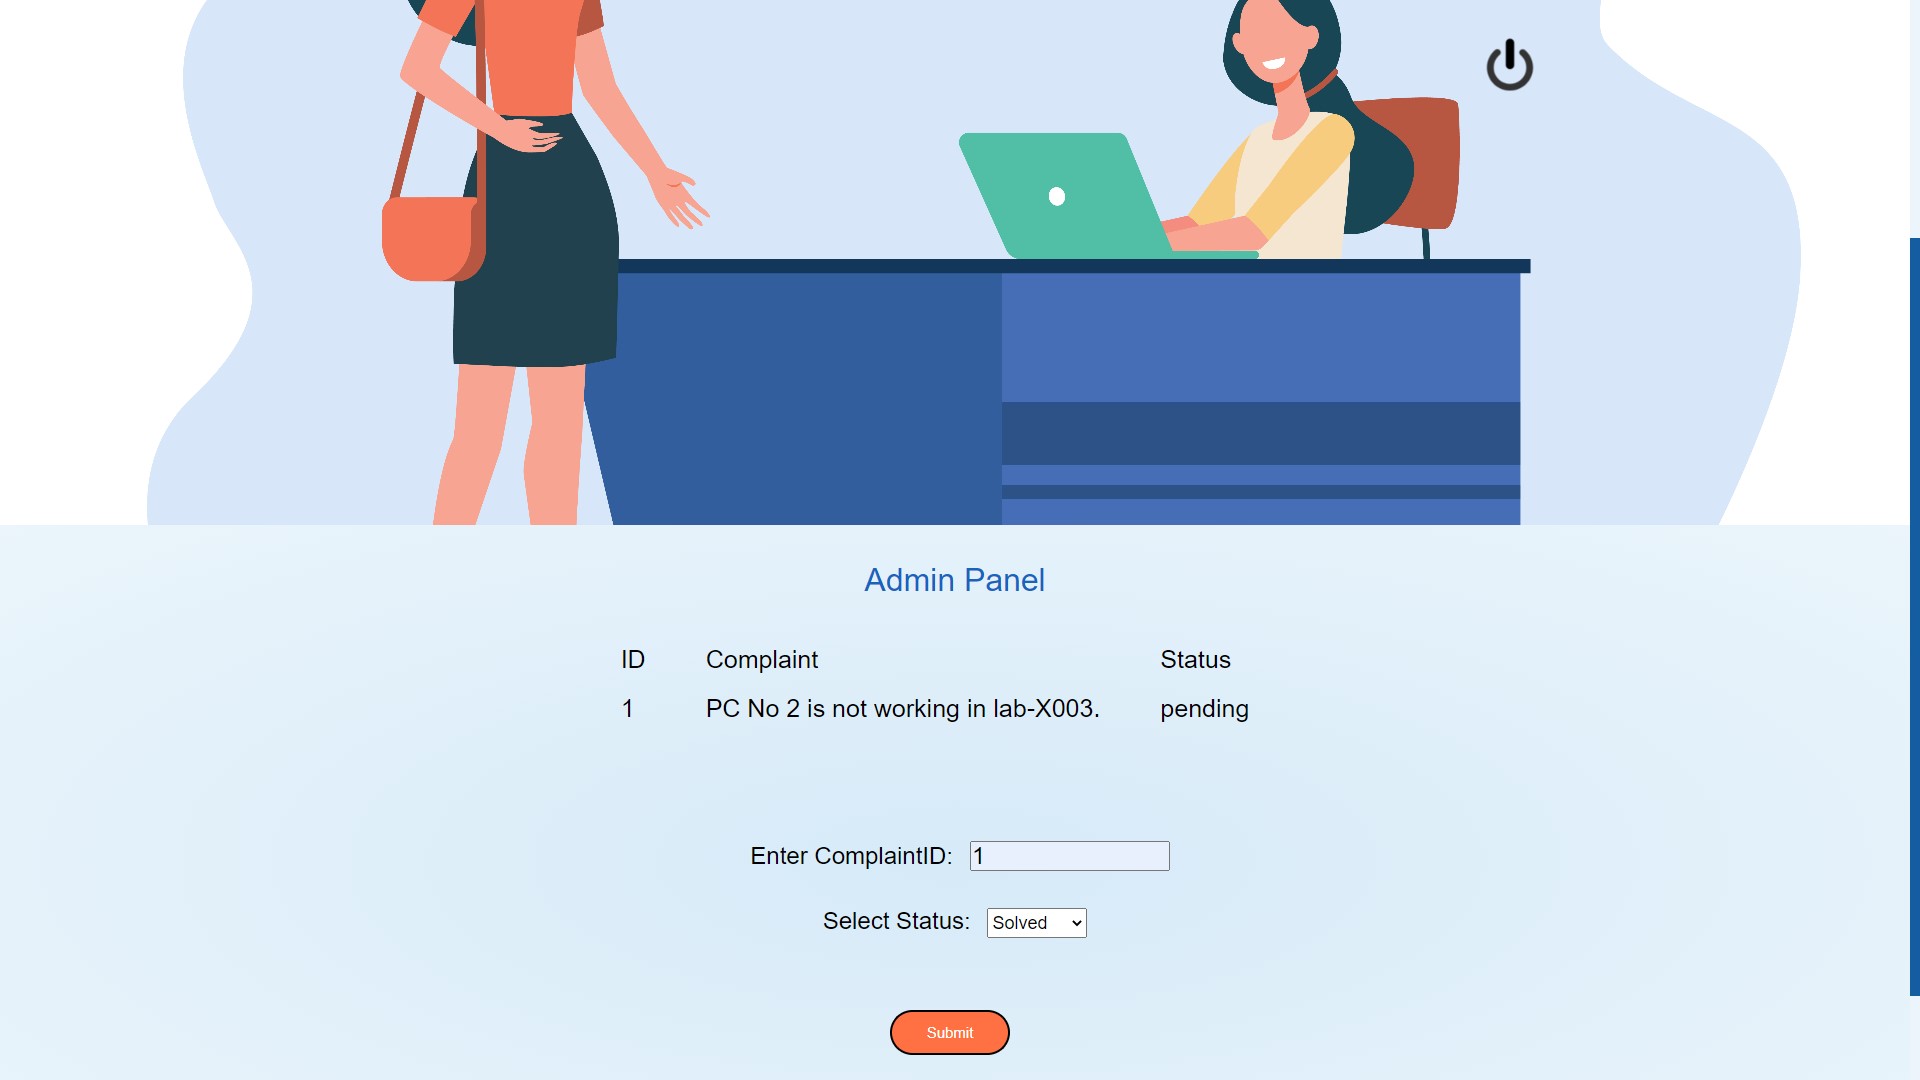 Admin Panel
ID Complaint Status
1 PC No 2 is not working in lab-X003. pending
Enter ComplaintID: 1
Select Status: Solved
Submit